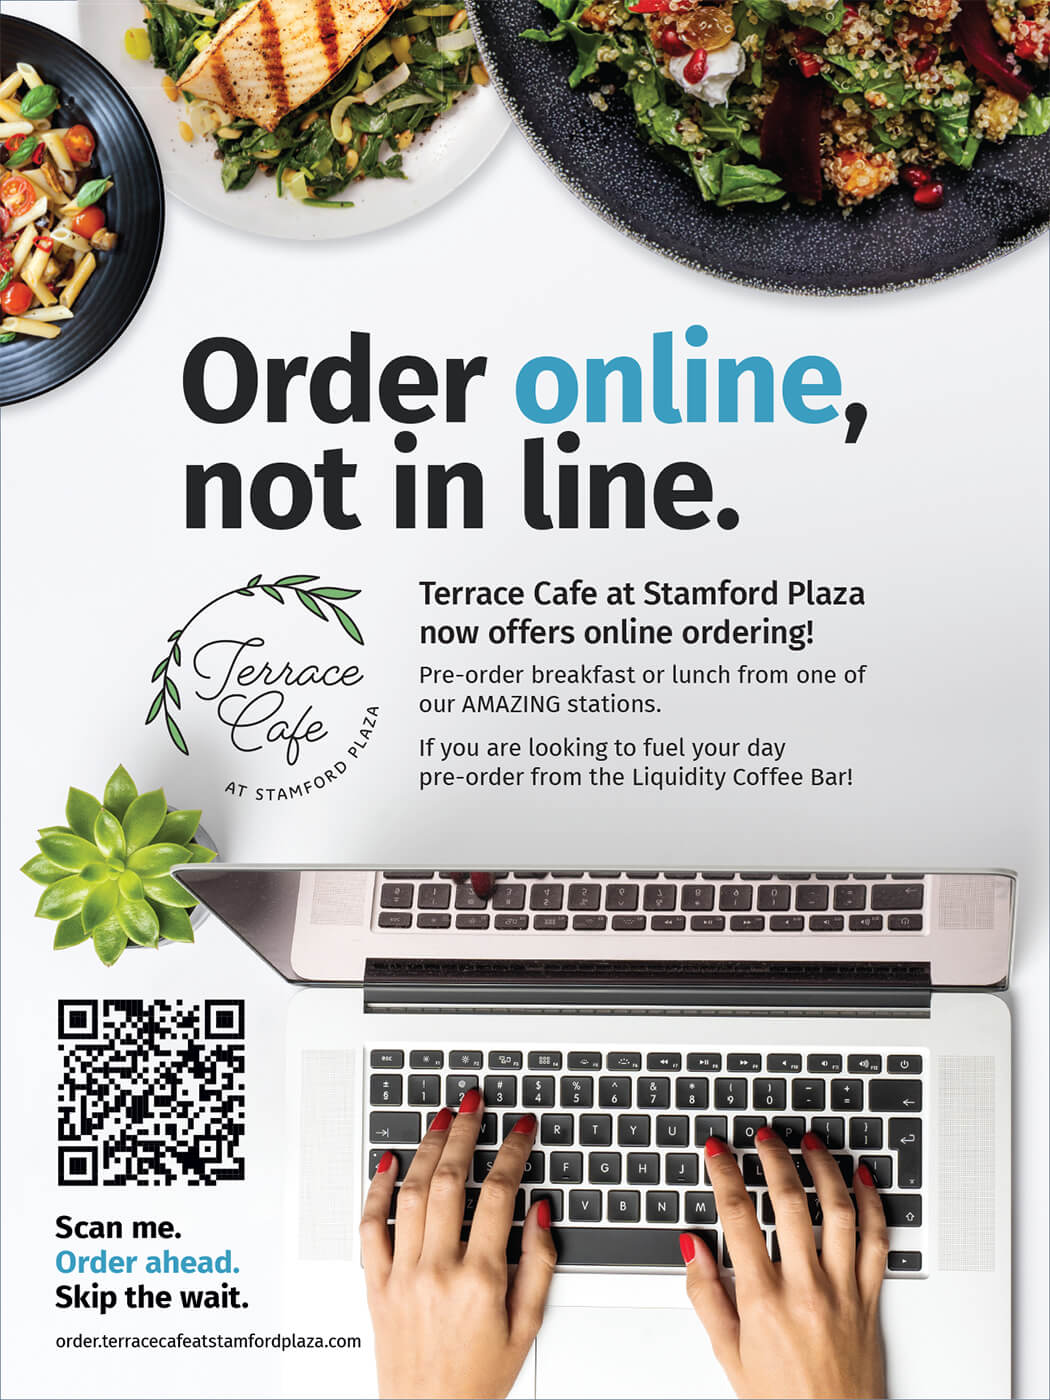 Order online,
not in line.
Terrace
Cafe
AT STAMFORD PLAZA
Terrace Cafe at Stamford Plaza
now offers online ordering!
Pre-order breakfast or lunch from one of
our AMAZING stations.
If you are looking to fuel your day
pre-order from the Liquidity Coffee Bar!
Scan me.
Order ahead.
Skip the wait.
order.terracecafeatstamfordplaza.com